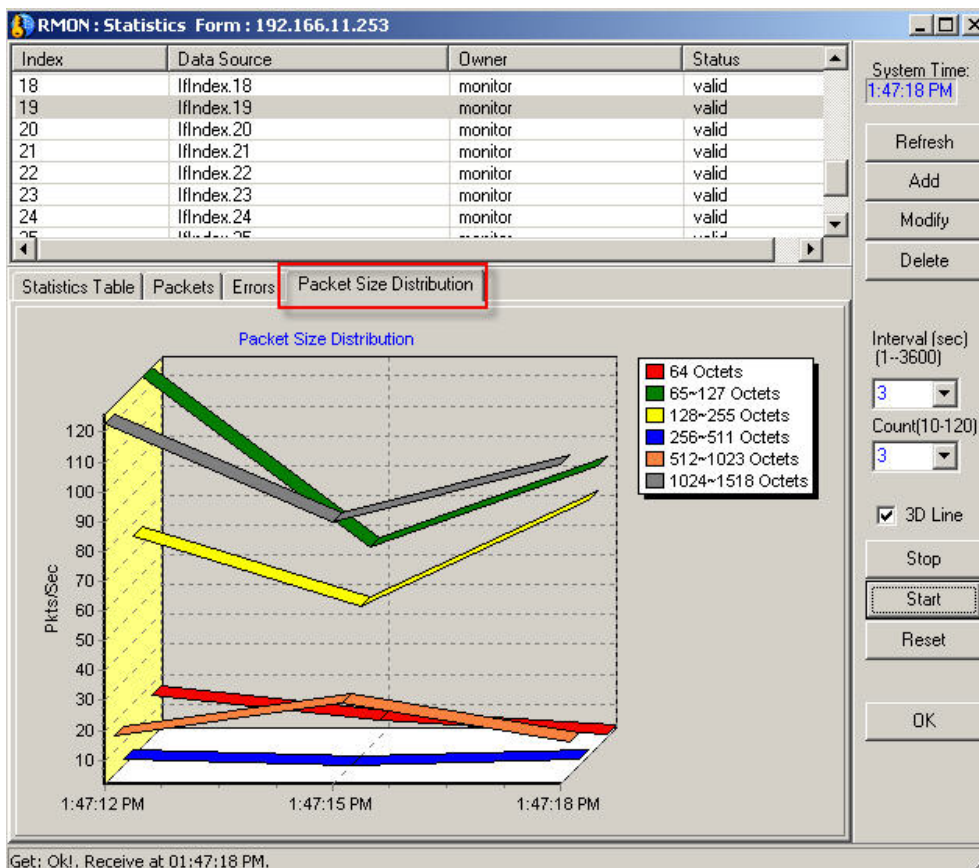 RMON : Statistics Form : 192.166.11.253
Index Data Source Owner Status
18 IfIndex.18 monitor valid
19 IfIndex.19 monitor valid
20 IfIndex.20 monitor valid
21 IfIndex.21 monitor valid
22 IfIndex.22 monitor valid
23 IfIndex.23 monitor valid
24 IfIndex.24 monitor valid
25 IfIndex.25 monitor valid
System Time:
1:47:18 PM
Refresh
Add
Modify
Delete
Statistics Table Packets Errors Packet Size Distribution
Packet Size Distribution
Pkts/Sec
120
110
100
90
80
70
60
50
40
30
20
10
1:47:12 PM 1:47:15 PM 1:47:18 PM
64 Octets
65~127 Octets
128~255 Octets
256~511 Octets
512~1023 Octets
1024~1518 Octets
Interval (sec)
(1--3600)
3
Count(10-120)
3
3D Line
Stop
Start
Reset
OK
Get: Ok!. Receive at 01:47:18 PM.